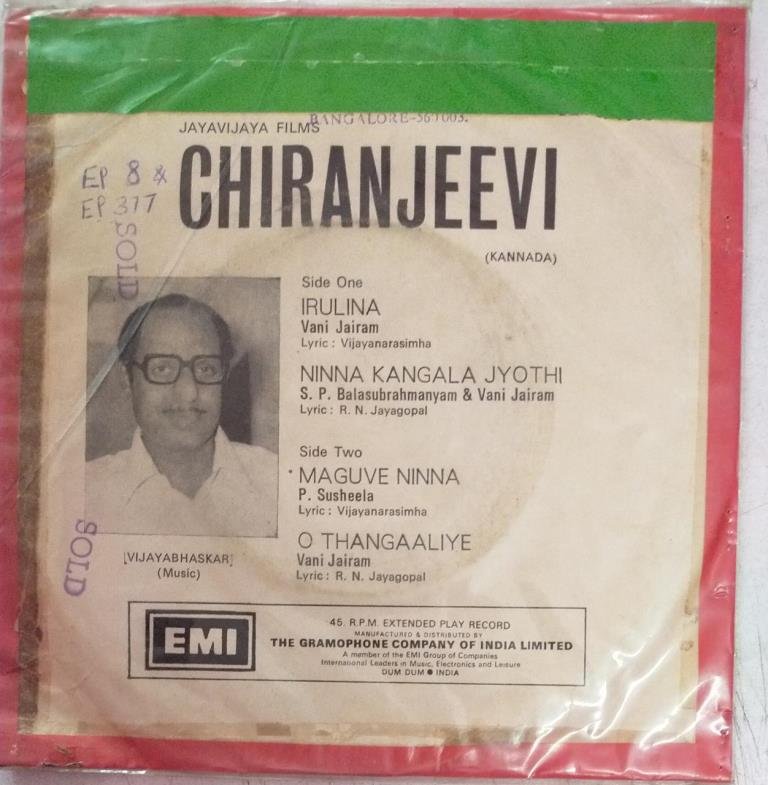 BANGALORE-560003.
JAYAVIJAYA FILMS
CHIRANJEEVI
(KANNADA)
EP 8 &
EP 377
SOLD
SOLD
Side One
IRULINA
Vani Jairam
Lyric : Vijayanarasimha
NINNA KANGALA JYOTHI
S. P. Balasubrahmanyam & Vani Jairam
Lyric : R. N. Jayagopal
Side Two
MAGUVE NINNA
P. Susheela
Lyric : Vijayanarasimha
O THANGAALIYE
Vani Jairam
Lyric : R. N. Jayagopal
[VIJAYABHASKAR]
(Music)
EMI
45. R.P.M. EXTENDED PLAY RECORD
MANUFACTURED & DISTRIBUTED BY
THE GRAMOPHONE COMPANY OF INDIA LIMITED
A member of the EMI Group of Companies
International Leaders in Music, Electronics and Leisure
DUM DUM ● INDIA